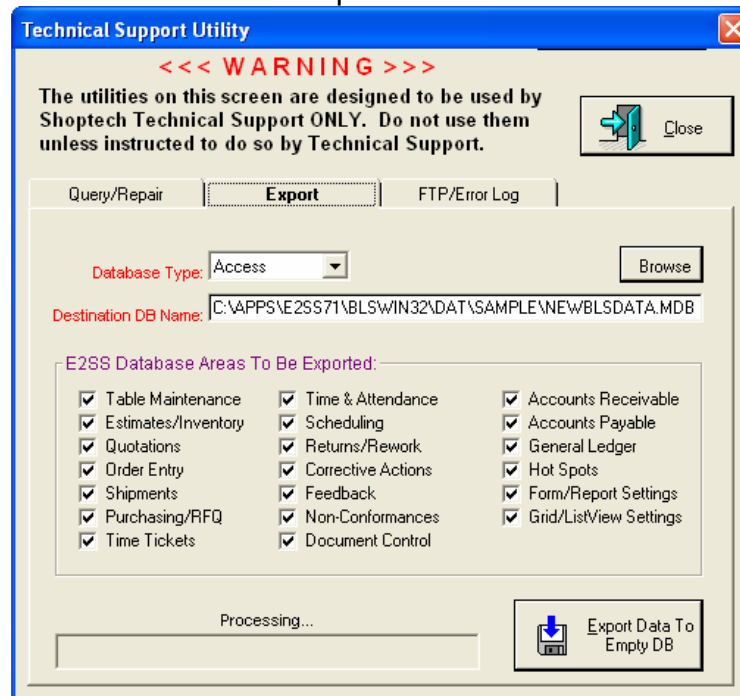 Technical Support Utility
<<< WARNING >>>
The utilities on this screen are designed to be used by
Shoptech Technical Support ONLY. Do not use them
unless instructed to do so by Technical Support.
Close
Query/Repair Export FTP/Error Log
Database Type: Access Browse
Destination DB Name: C:\APPS\E2SS71\BLSWIN32\DAT\SAMPLE\NEWBLSDATA.MDB
E2SS Database Areas To Be Exported:
Table Maintenance Time & Attendance Accounts Receivable
Estimates/Inventory Scheduling Accounts Payable
Quotations Returns/Rework General Ledger
Order Entry Corrective Actions Hot Spots
Shipments Feedback Form/Report Settings
Purchasing/RFQ Non-Conformances Grid/ListView Settings
Time Tickets Document Control
Processing...
Export Data To
Empty DB